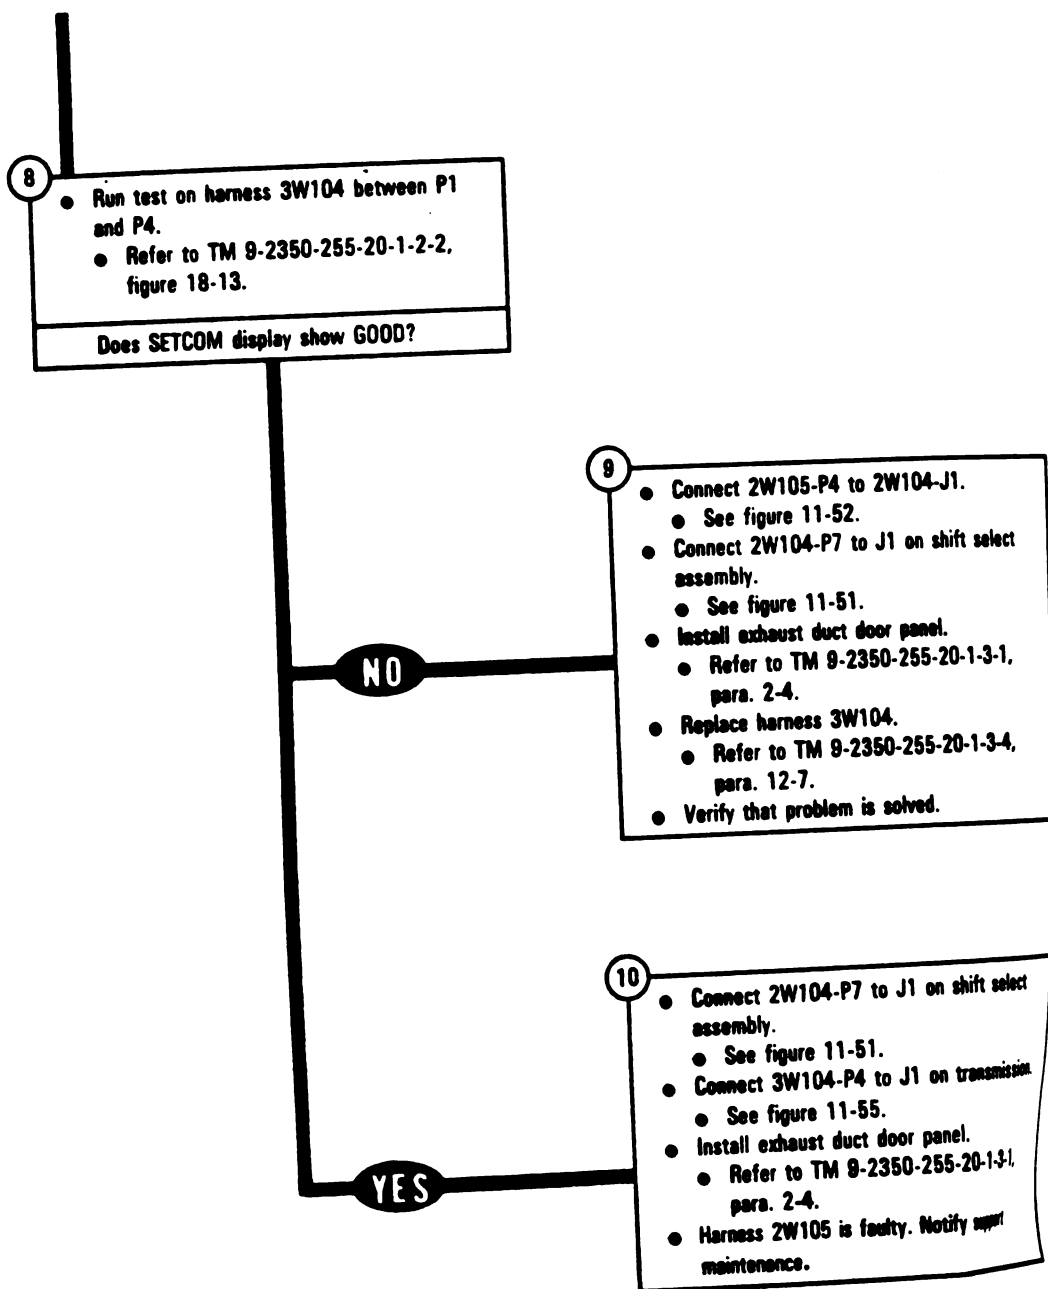 8
● Run test on harness 3W104 between P1
and P4.
● Refer to TM 9-2350-255-20-1-2-2,
figure 18-13.
Does SETCOM display show GOOD?
9
● Connect 2W105-P4 to 2W104-J1.
● See figure 11-52.
● Connect 2W104-P7 to J1 on shift select
assembly.
● See figure 11-51.
● Install exhaust duct door panel.
● Refer to TM 9-2350-255-20-1-3-1,
para. 2-4.
● Replace harness 3W104.
● Refer to TM 9-2350-255-20-1-3-4,
para. 12-7.
● Verify that problem is solved.
NO
10
● Connect 2W104-P7 to J1 on shift select
assembly.
● See figure 11-51.
● Connect 3W104-P4 to J1 on transmission.
● See figure 11-55.
● Install exhaust duct door panel.
● Refer to TM 9-2350-255-20-1-3-1,
para. 2-4.
● Harness 2W105 is faulty. Notify support
maintenance.
YES